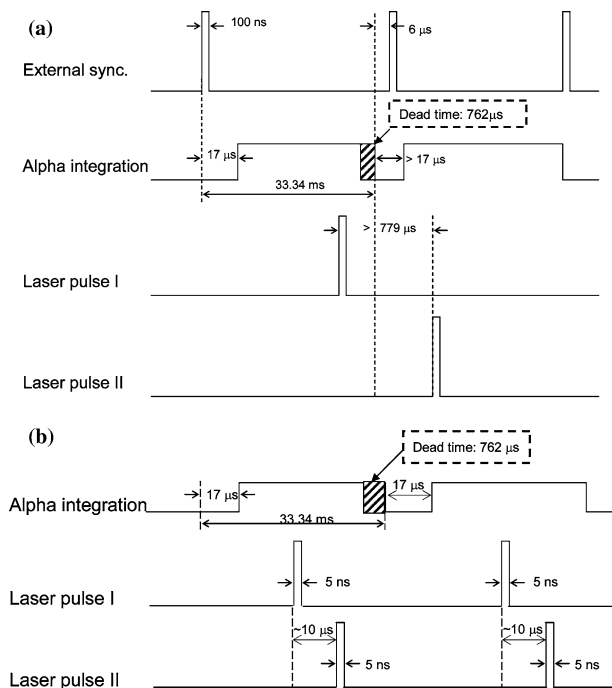 (a)
100 ns
6 μs
External sync.
Dead time: 762μs
17 μs
> 17 μs
Alpha integration
33.34 ms
> 779 μs
Laser pulse I
Laser pulse II
(b)
Dead time: 762 μs
17 μs
17 μs
Alpha integration
33.34 ms
5 ns
5 ns
Laser pulse I
~10 μs
~10 μs
Laser pulse II
5 ns
5 ns